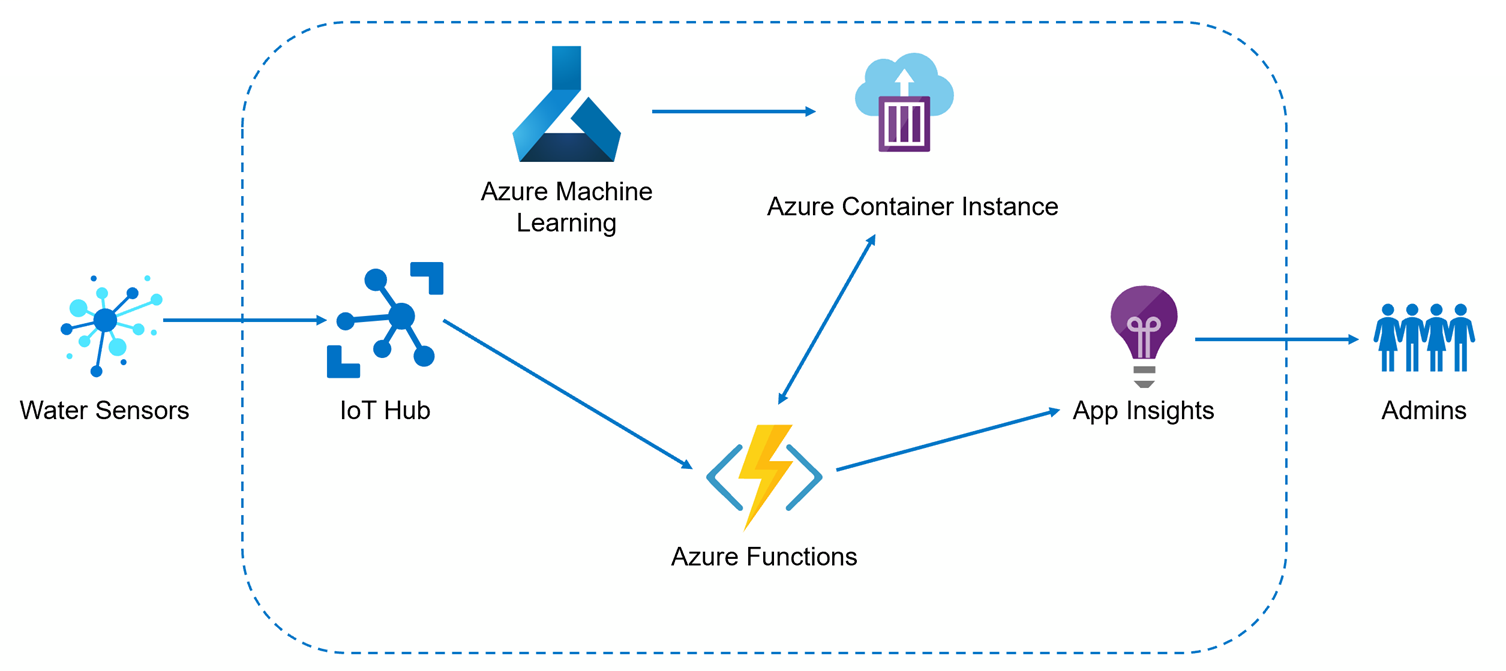 Azure Machine
Learning
Azure Container Instance
Water Sensors
IoT Hub
App Insights
Admins
Azure Functions